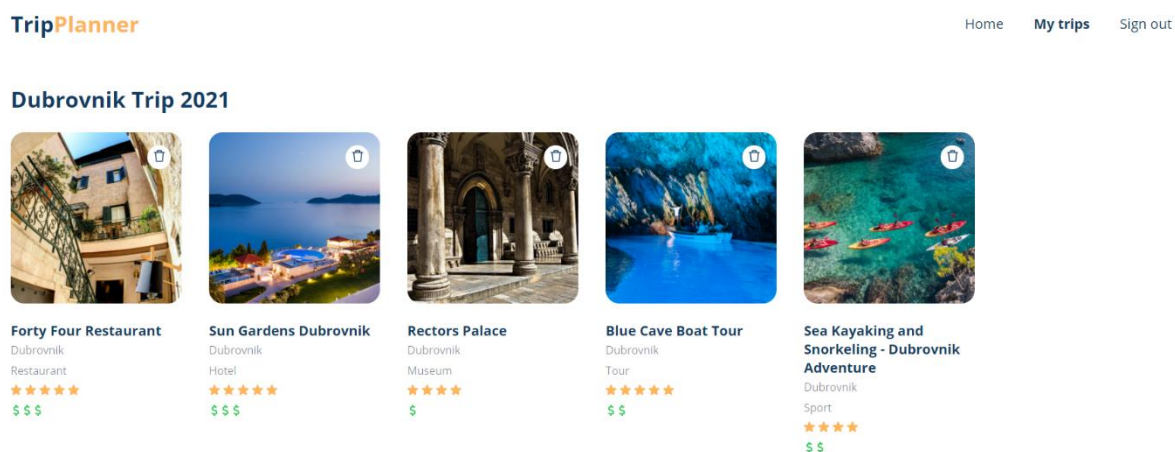 TripPlanner
Home My trips Sign out
Dubrovnik Trip 2021
Forty Four Restaurant
Dubrovnik
Restaurant
$ $ $
Sun Gardens Dubrovnik
Dubrovnik
Hotel
$ $ $
Rectors Palace
Dubrovnik
Museum
$
Blue Cave Boat Tour
Dubrovnik
Tour
$ $
Sea Kayaking and
Snorkeling - Dubrovnik
Adventure
Dubrovnik
Sport
$ $